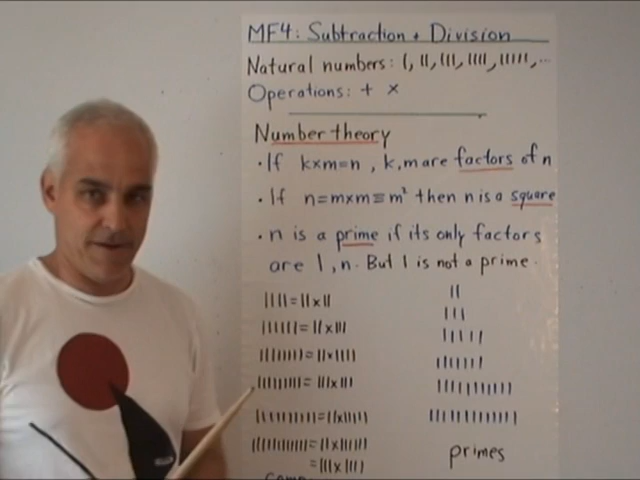 MF4: Subtraction + Division
Natural numbers: |, ||, |||, ||||, |||||, ...
Operations: + ×
Number theory
· If k×m=n, k,m are factors of n
· If n=m×m≡m² then n is a square
· n is a prime if its only factors
are 1, n. But 1 is not a prime.
|||| = || × ||
|||||| = || × |||
|||||||| = || × ||||
||||||||| = ||| × |||
|||||||||| = || × |||||
|||||||||||| = || × ||||||
= ||| × ||||
||
|||
|||||
|||||||
|||||||||||
|||||||||||||
primes